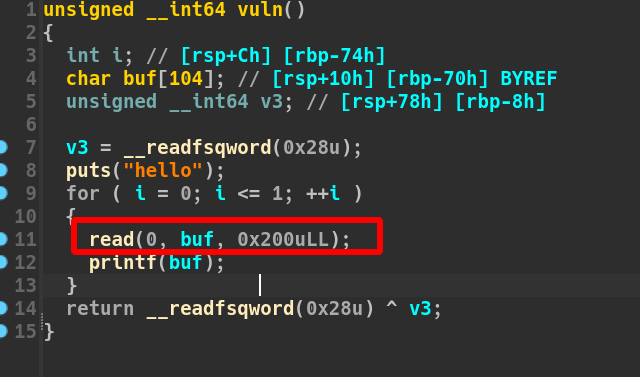 1 unsigned __int64 vuln()
2 {
3 int i; // [rsp+Ch] [rbp-74h]
4 char buf[104]; // [rsp+10h] [rbp-70h] BYREF
5 unsigned __int64 v3; // [rsp+78h] [rbp-8h]
6
7 v3 = __readfsqword(0x28u);
8 puts("hello");
9 for ( i = 0; i <= 1; ++i )
10 {
11 read(0, buf, 0x200uLL);
12 printf(buf);
13 }
14 return __readfsqword(0x28u) ^ v3;
15 }